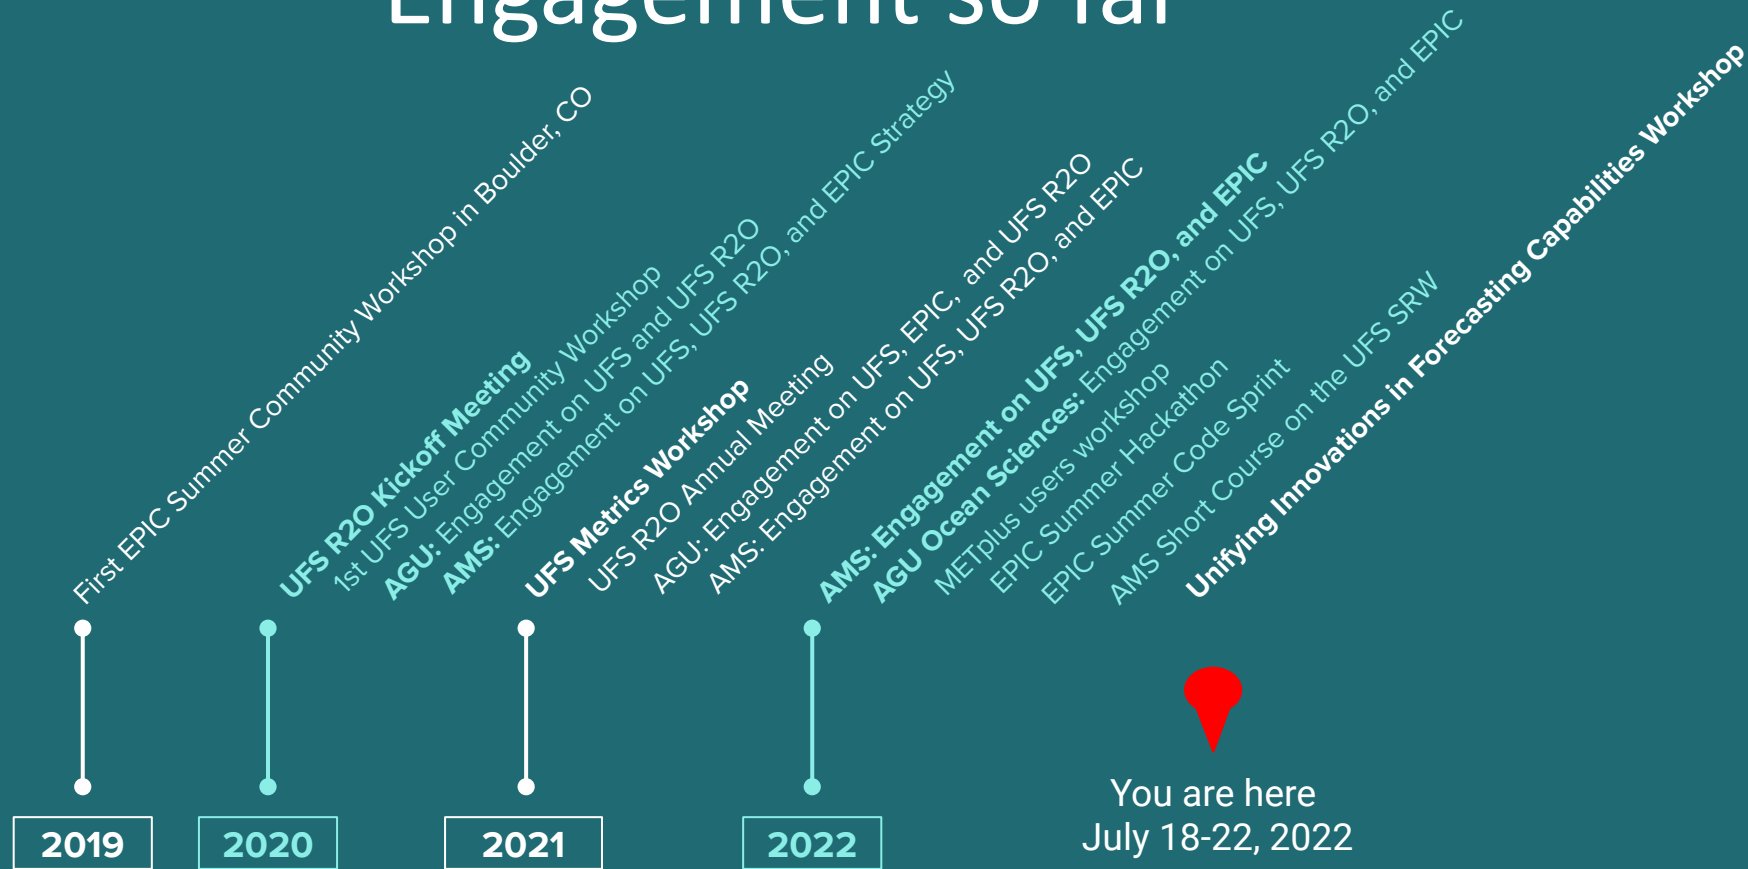 Engagement so far
First EPIC Summer Community Workshop in Boulder, CO
UFS R2O Kickoff Meeting
1st UFS User Community Workshop
AGU: Engagement on UFS and UFS R2O
AMS: Engagement on UFS, UFS R2O, and EPIC Strategy
UFS Metrics Workshop
UFS R2O Annual Meeting
AGU: Engagement on UFS, EPIC, and UFS R2O
AMS: Engagement on UFS, UFS R2O, and EPIC
AMS: Engagement on UFS, UFS R2O, and EPIC
AGU Ocean Sciences: Engagement on UFS, UFS R2O, and EPIC
METplus users workshop
EPIC Summer Hackathon
EPIC Summer Code Sprint
AMS Short Course on the UFS SRW
Unifying Innovations in Forecasting Capabilities Workshop
You are here
July 18-22, 2022
2019
2020
2021
2022